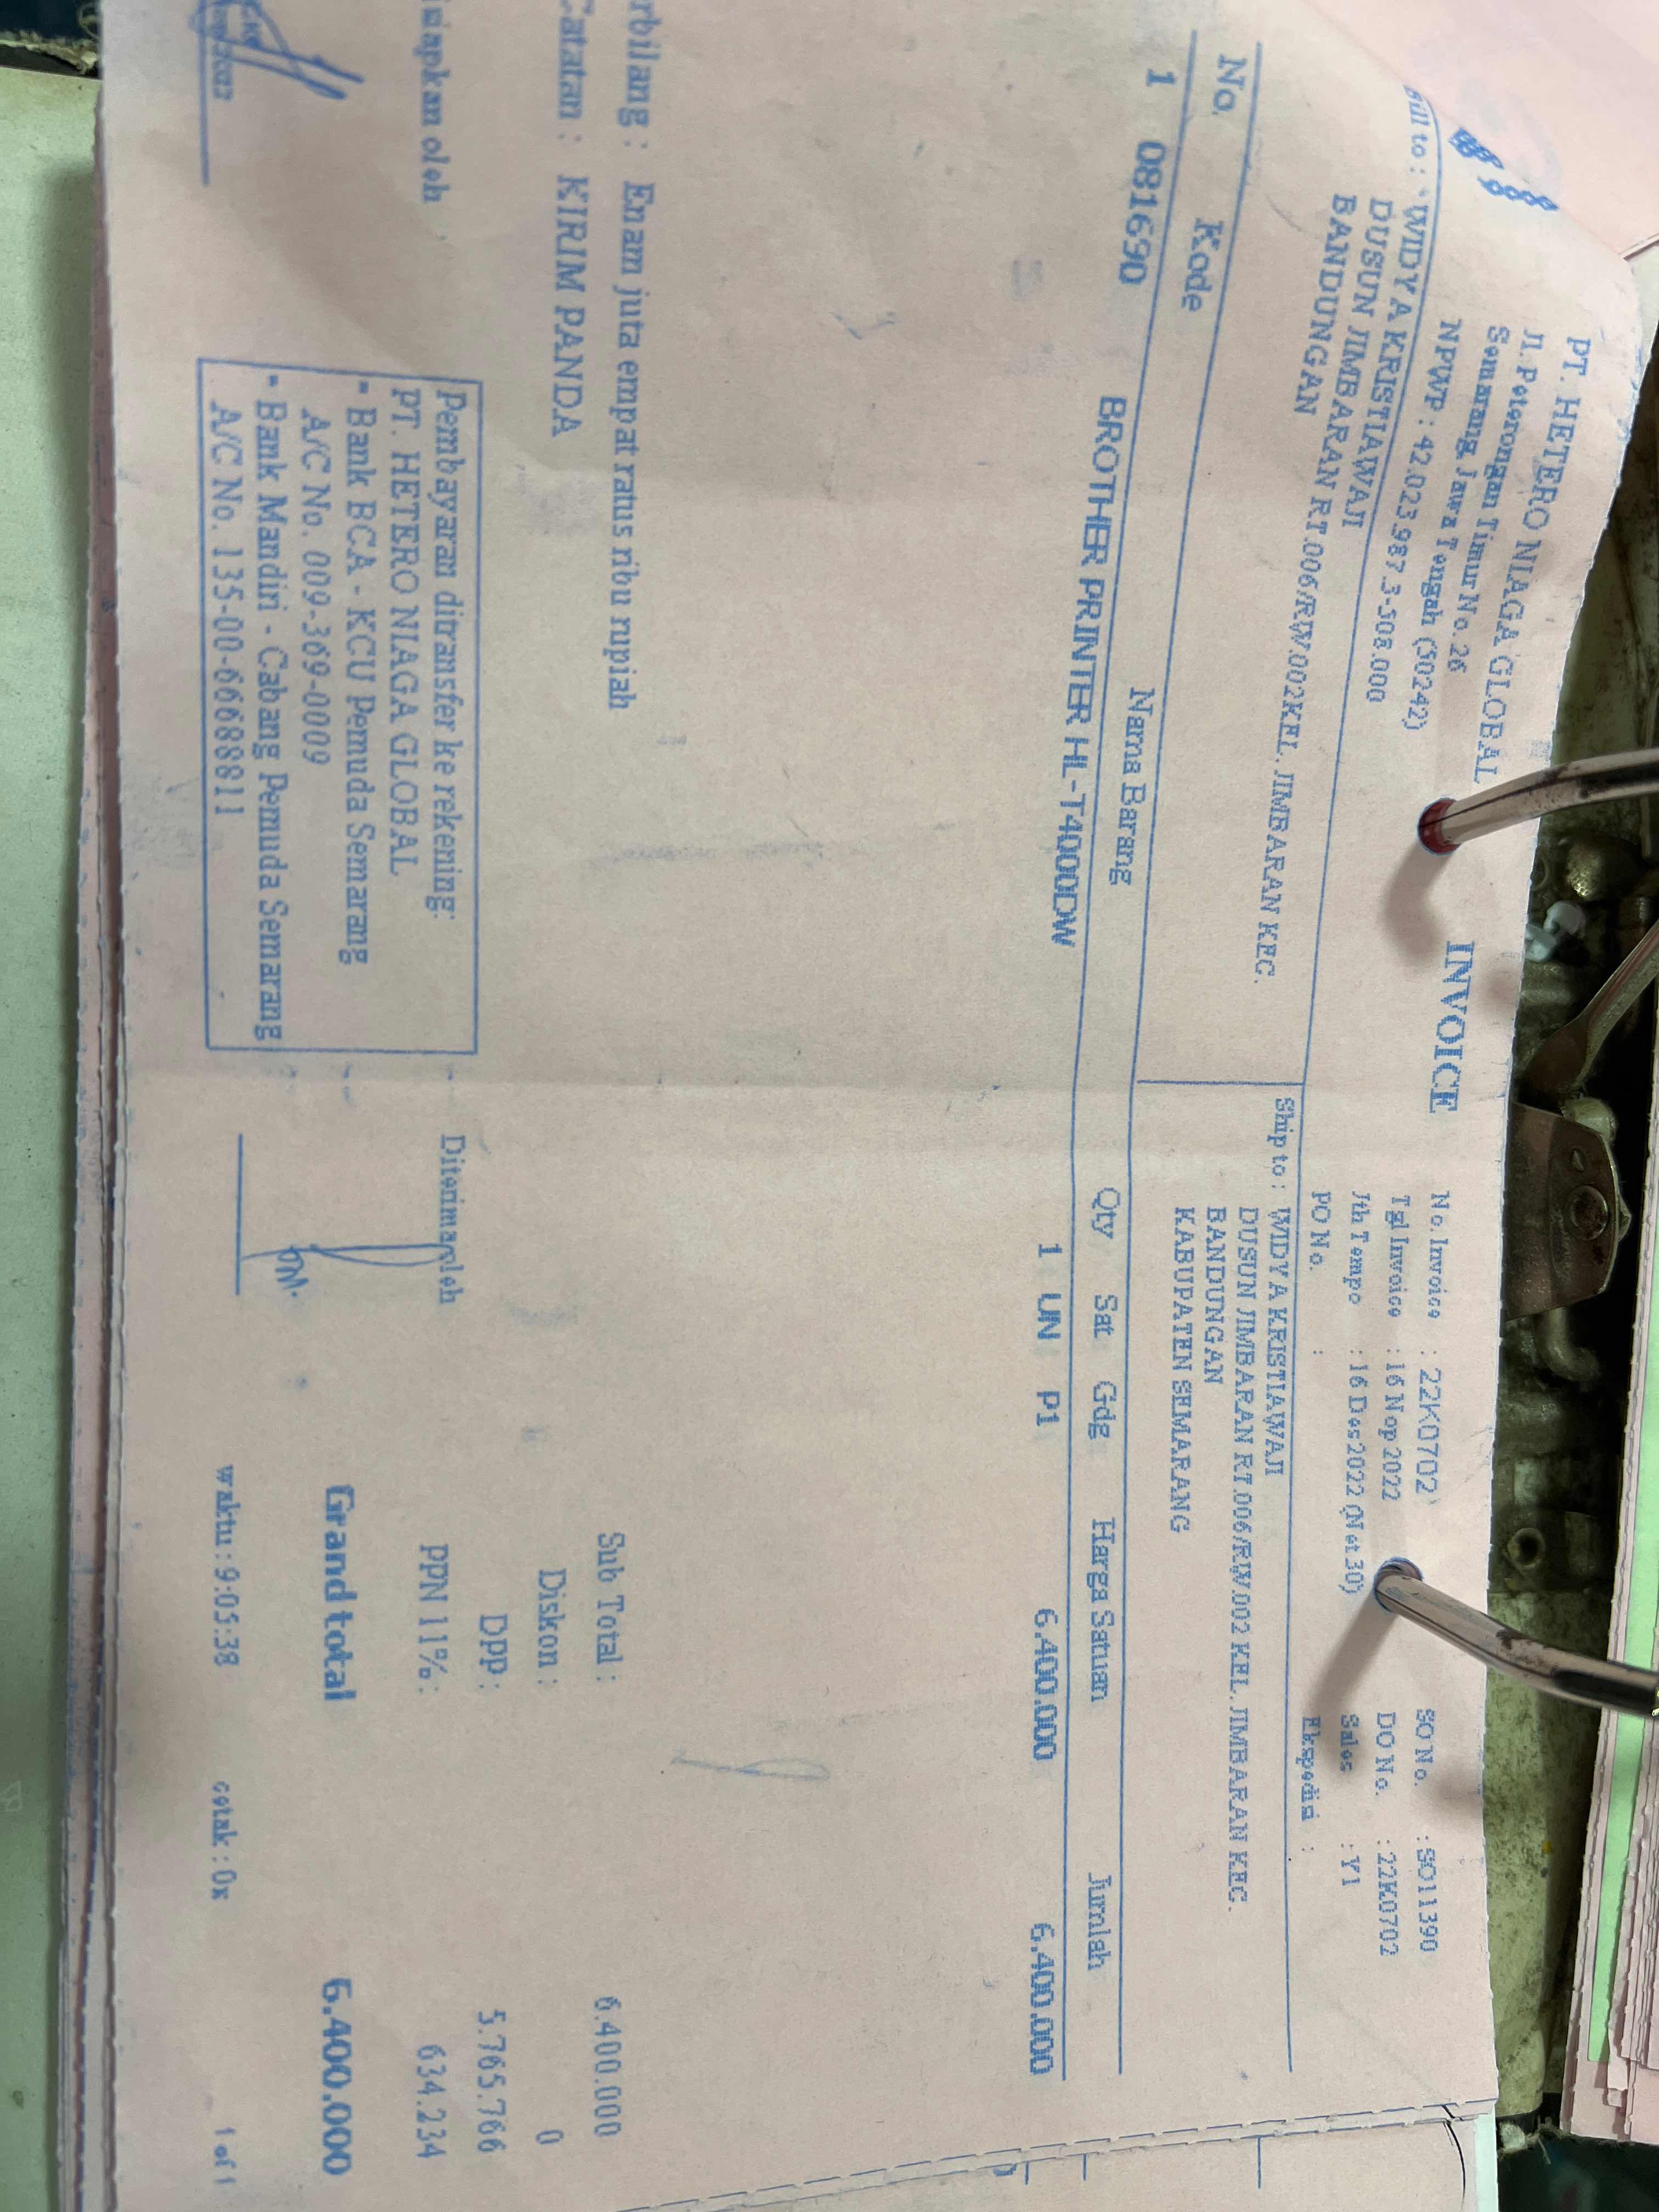 PT. HETERO NIAGA GLOBAL
Jl. Peterongan Timur No. 26
Semarang Jawa Tengah (50242)
NPWP : 42.023.987.3-508.000
INVOICE
No. Invoice : 22K0702
Tgl Invoice : 16 Nop 2022
Jth Tempo : 16 Des 2022 (Net 30)
PO No. :
SO No. : SO11390
DO No. : 22K0702
Sales : Y1
Ekspedisi :
Bill to : WIDYA KRISTIAWAJI
DUSUN JIMBARAN RT.006/RW.002KEL. JIMBARAN KEC.
BANDUNGAN
Ship to : WIDYA KRISTIAWAJI
DUSUN JIMBARAN RT.006/RW.002 KEL. JIMBARAN KEC.
BANDUNGAN
KABUPATEN SEMARANG
No. Kode Nama Barang Qty Sat Gdg Harga Satuan Jumlah
1 081690 BROTHER PRINTER HL-T4000DW 1 UN P1 6.400.000 6.400.000
rbilang : Enam juta empat ratus ribu rupiah
Catatan : KIRIM PANDA
Sub Total : 6.400.000
Diskon : 0
DPP : 5.765.766
PPN 11% : 634.234
Grand total 6.400.000
isiapkan oleh
Pembayaran ditransfer ke rekening:
PT. HETERO NIAGA GLOBAL
- Bank BCA - KCU Pemuda Semarang
A/C No. 009-369-0009
- Bank Mandiri - Cabang Pemuda Semarang
A/C No. 135-00-6668811
Diterima oleh
waktu : 9:05:38 cetak : 0x 1 of 1